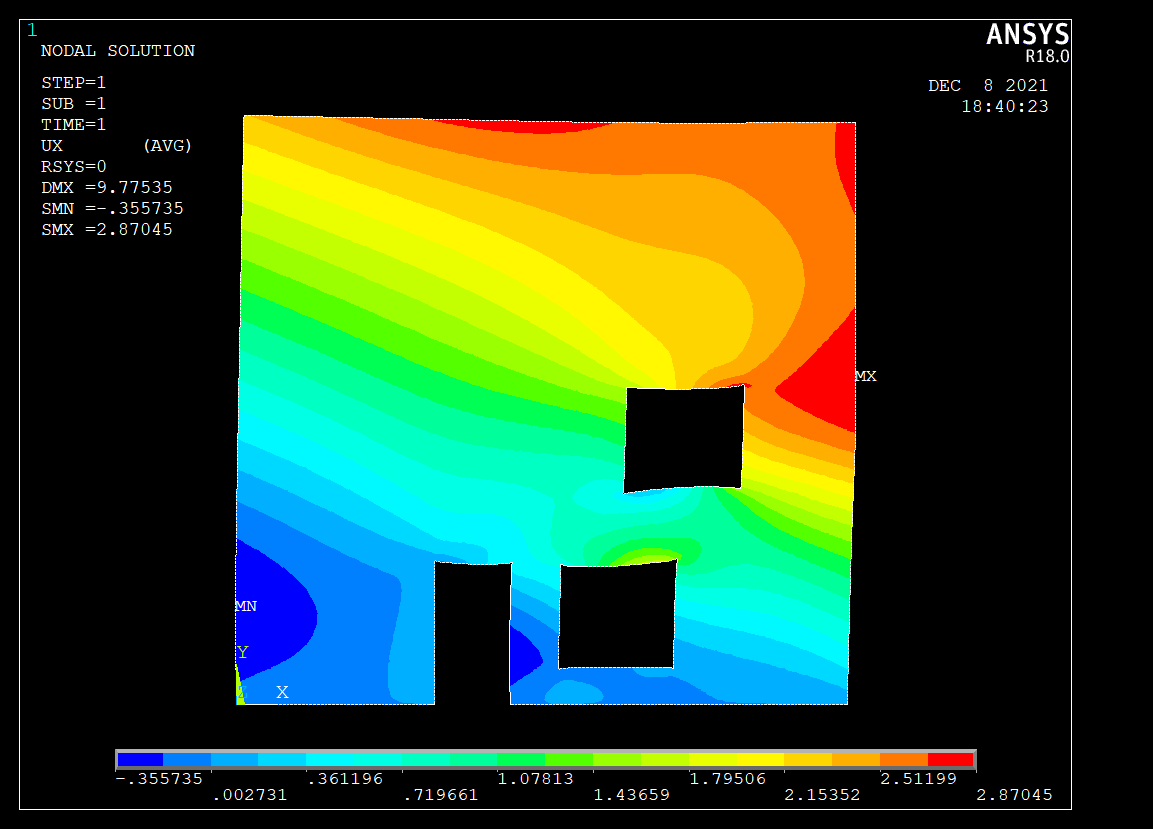 1
ANSYS
R18.0
NODAL SOLUTION
STEP=1
SUB =1
TIME=1
UX (AVG)
RSYS=0
DMX =9.77535
SMN =-.355735
SMX =2.87045
DEC 8 2021
18:40:23
MX
MN
Y
X
-.355735 .361196 1.07813 1.79506 2.51199
.002731 .719661 1.43659 2.15352 2.87045